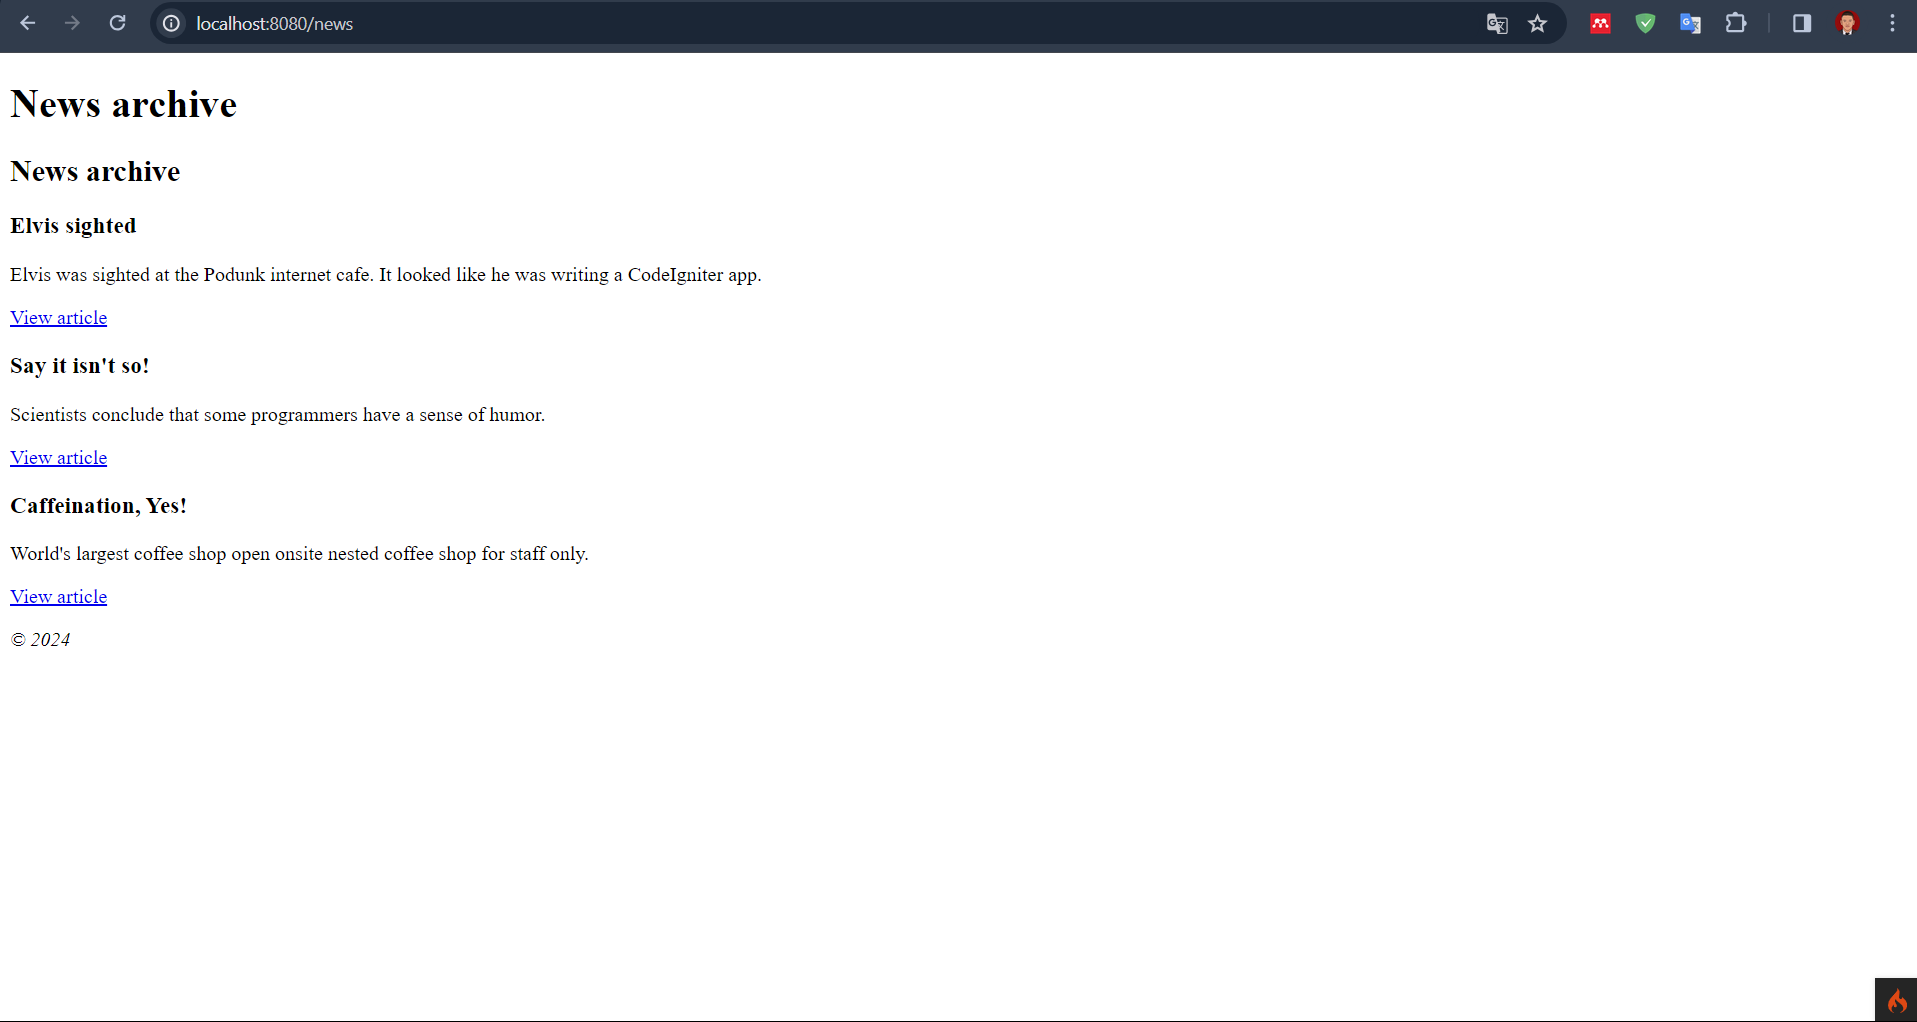 localhost:8080/news
News archive
News archive
Elvis sighted
Elvis was sighted at the Podunk internet cafe. It looked like he was writing a CodeIgniter app.
View article
Say it isn't so!
Scientists conclude that some programmers have a sense of humor.
View article
Caffeination, Yes!
World's largest coffee shop open onsite nested coffee shop for staff only.
View article
© 2024